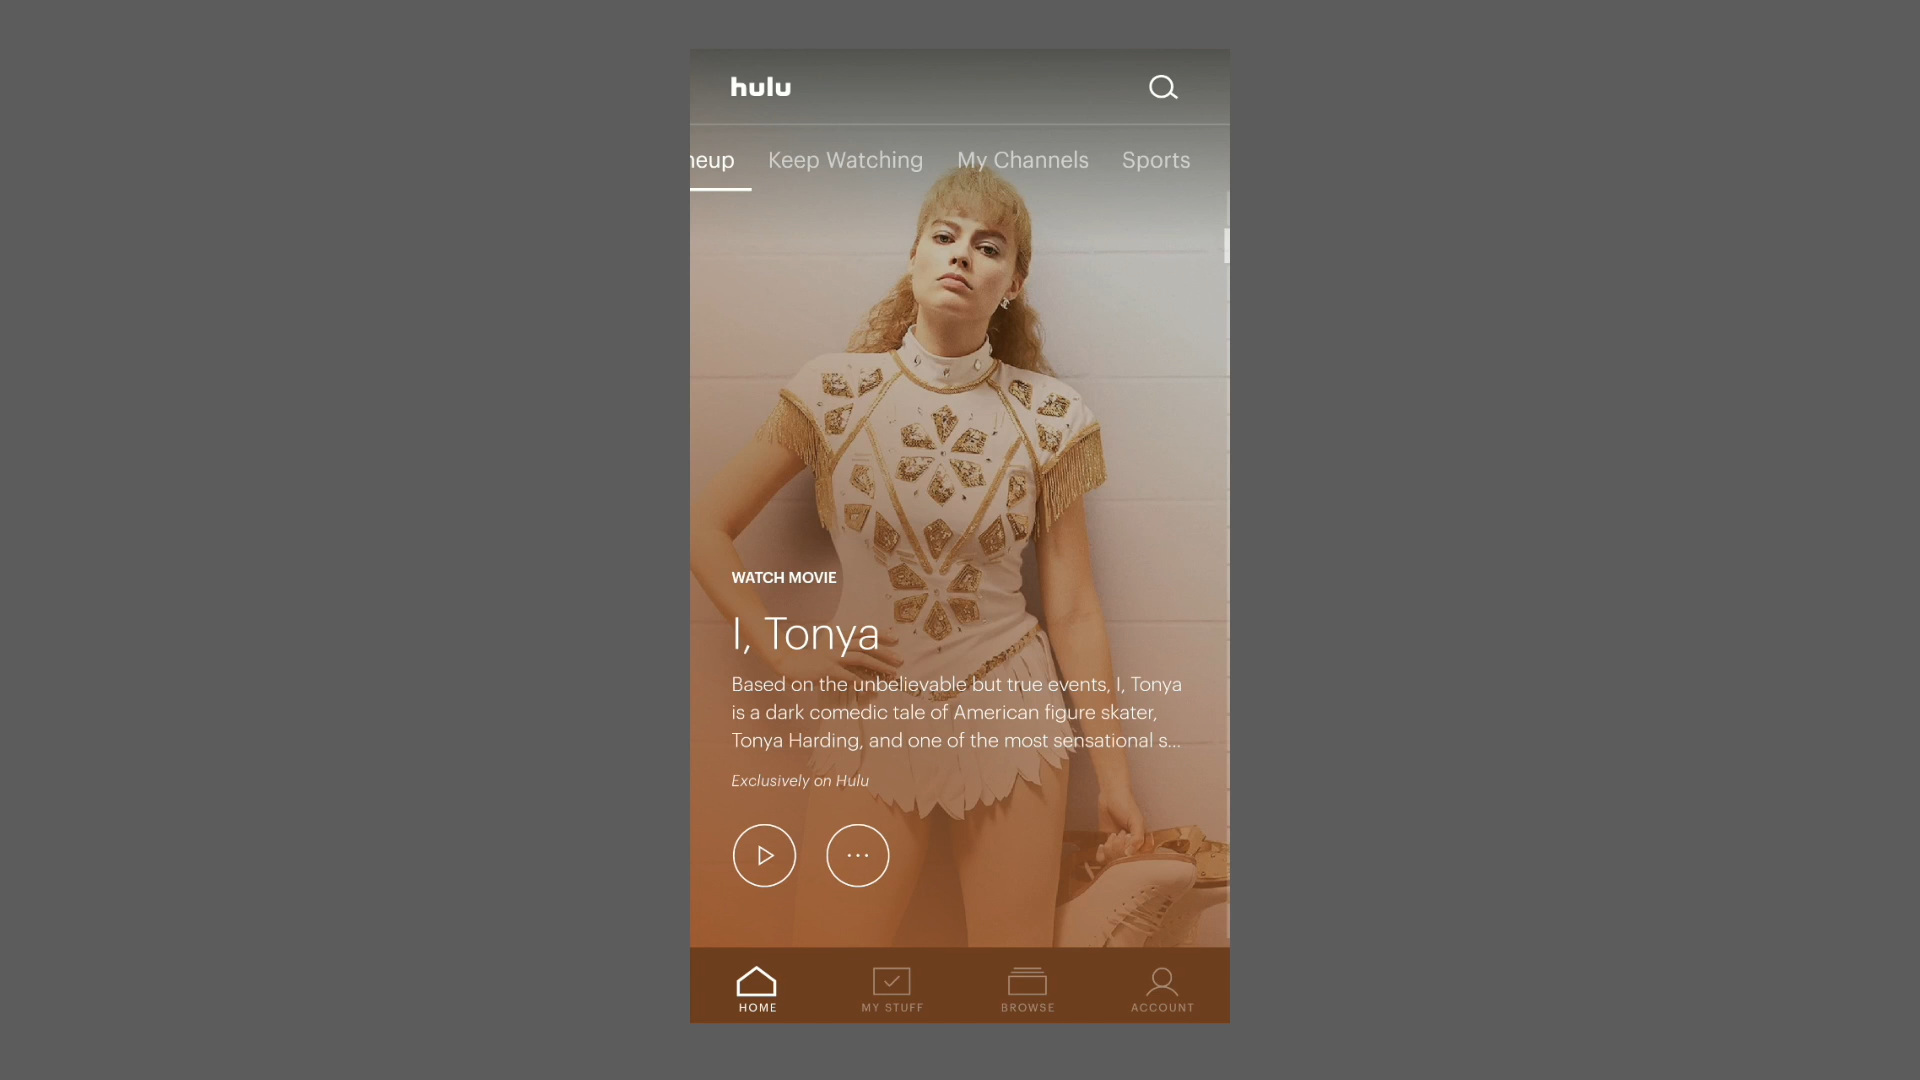 hulu
neup Keep Watching My Channels Sports
WATCH MOVIE
I, Tonya
Based on the unbelievable but true events, I, Tonya
is a dark comedic tale of American figure skater,
Tonya Harding, and one of the most sensational s...
Exclusively on Hulu
HOME MY STUFF BROWSE ACCOUNT